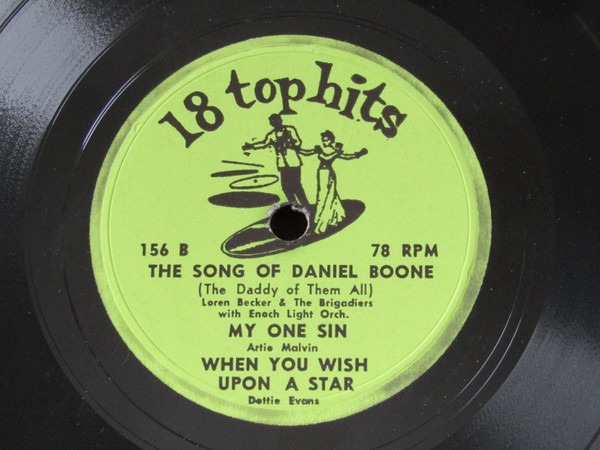 18 top hits
156 B 78 RPM
THE SONG OF DANIEL BOONE
(The Daddy of Them All)
Loren Becker & The Brigadiers
with Enoch Light Orch.
MY ONE SIN
Artie Malvin
WHEN YOU WISH
UPON A STAR
Dottie Evans